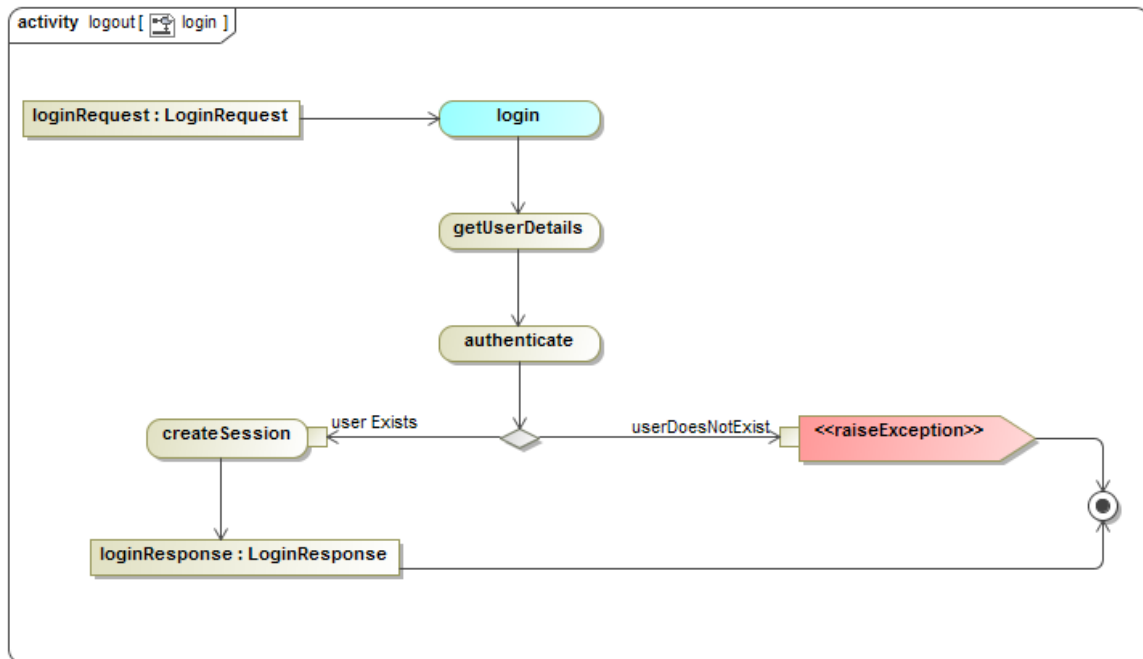 activity logout [ login ]
loginRequest : LoginRequest
login
getUserDetails
authenticate
user Exists
userDoesNotExist
createSession
<<raiseException>>
loginResponse : LoginResponse